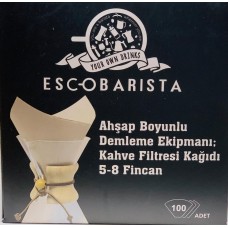 YOUR OWN DRINKS
ESCOBARISTA
Ahşap Boyunlu
Demleme Ekipmanı;
Kahve Filtresi Kağıdı
5-8 Fincan
100
ADET